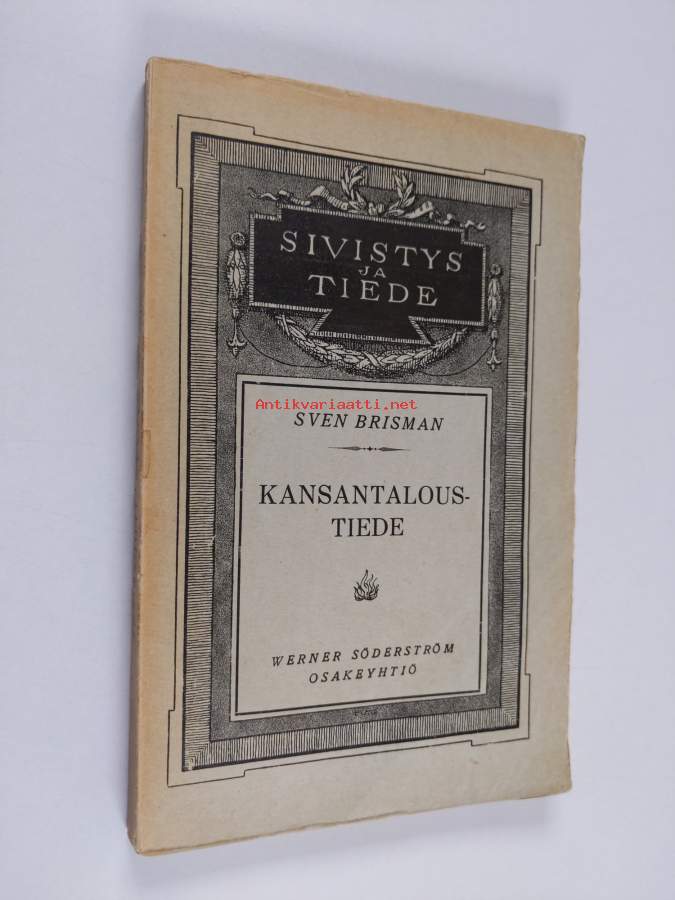 SIVISTYS
JA
TIEDE
Antikvariaatti.net
SVEN BRISMAN
KANSANTALOUS-
TIEDE
WERNER SÖDERSTRÖM
OSAKEYHTIÖ